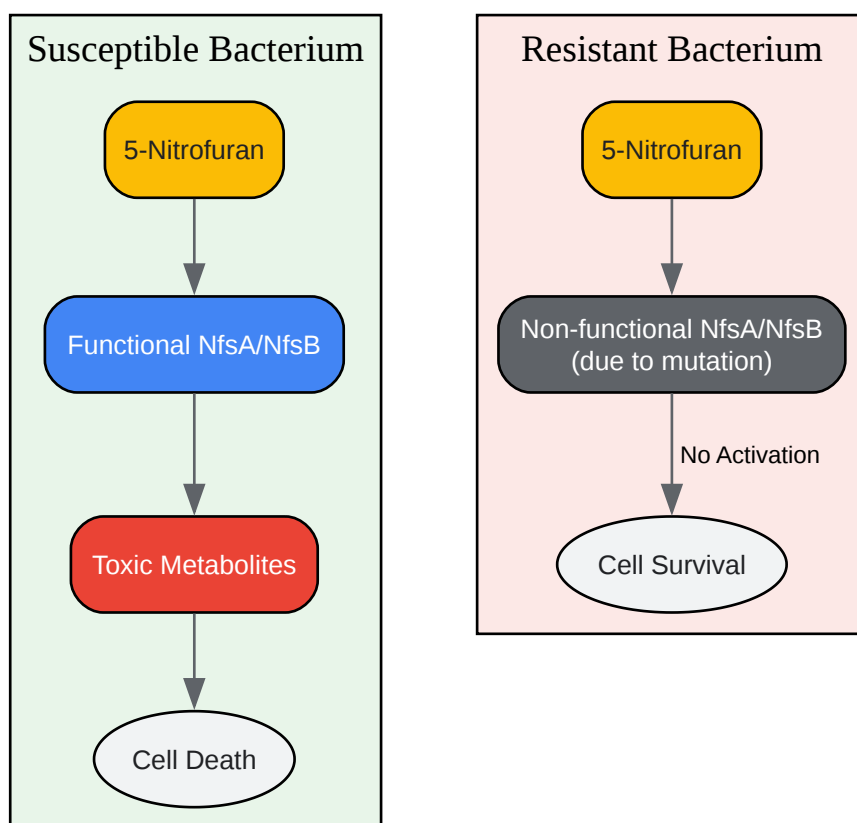 Susceptible Bacterium
5-Nitrofuran
Functional NfsA/NfsB
Toxic Metabolites
Cell Death
Resistant Bacterium
5-Nitrofuran
Non-functional NfsA/NfsB
(due to mutation)
No Activation
Cell Survival